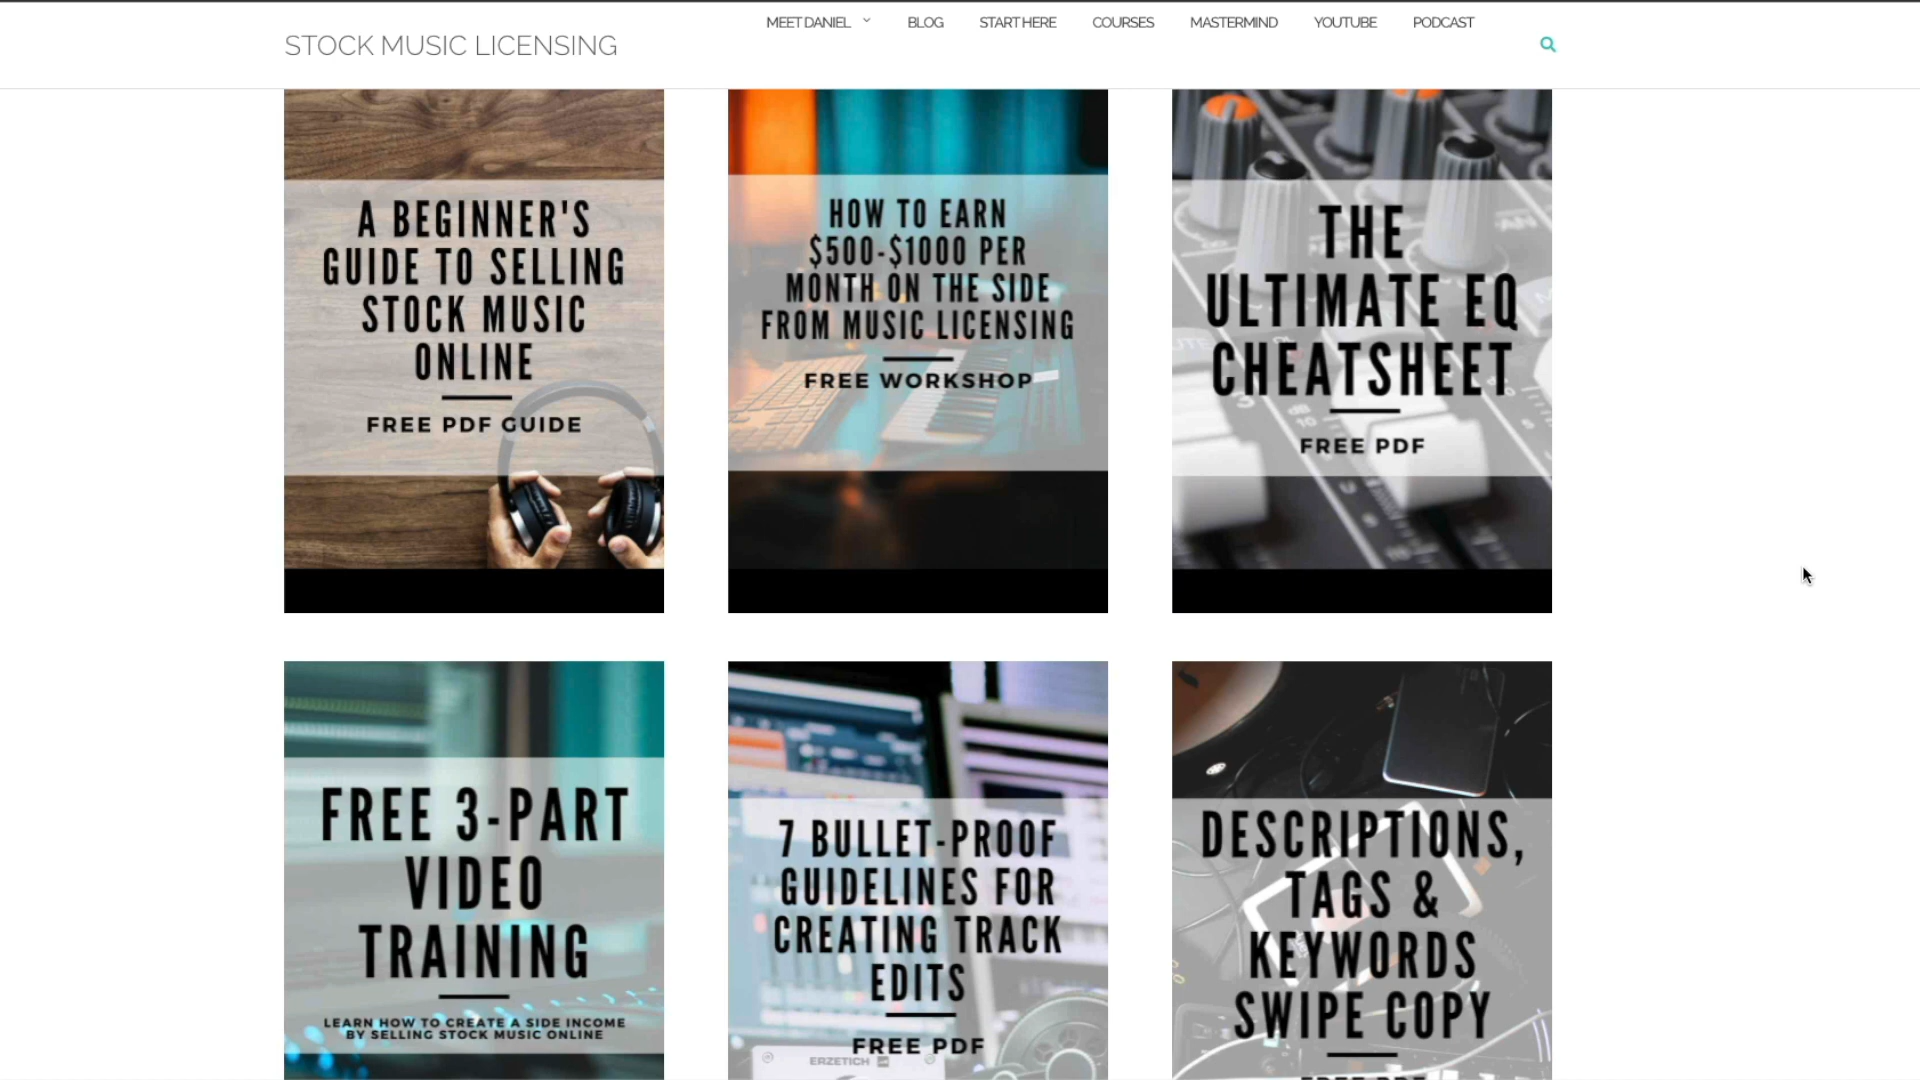 MEET DANIEL
BLOG
START HERE
COURSES
MASTERMIND
YOUTUBE
PODCAST
STOCK MUSIC LICENSING
A BEGINNER'S
GUIDE TO SELLING
STOCK MUSIC
ONLINE
FREE PDF GUIDE
HOW TO EARN
$500-$1000 PER
MONTH ON THE SIDE
FROM MUSIC LICENSING
FREE WORKSHOP
THE
ULTIMATE EQ
CHEATSHEET
FREE PDF
FREE 3-PART
VIDEO
TRAINING
LEARN HOW TO CREATE A SIDE INCOME
BY SELLING STOCK MUSIC ONLINE
7 BULLET-PROOF
GUIDELINES FOR
CREATING TRACK
EDITS
FREE PDF
ERZETICH
DESCRIPTIONS,
TAGS &
KEYWORDS
SWIPE COPY